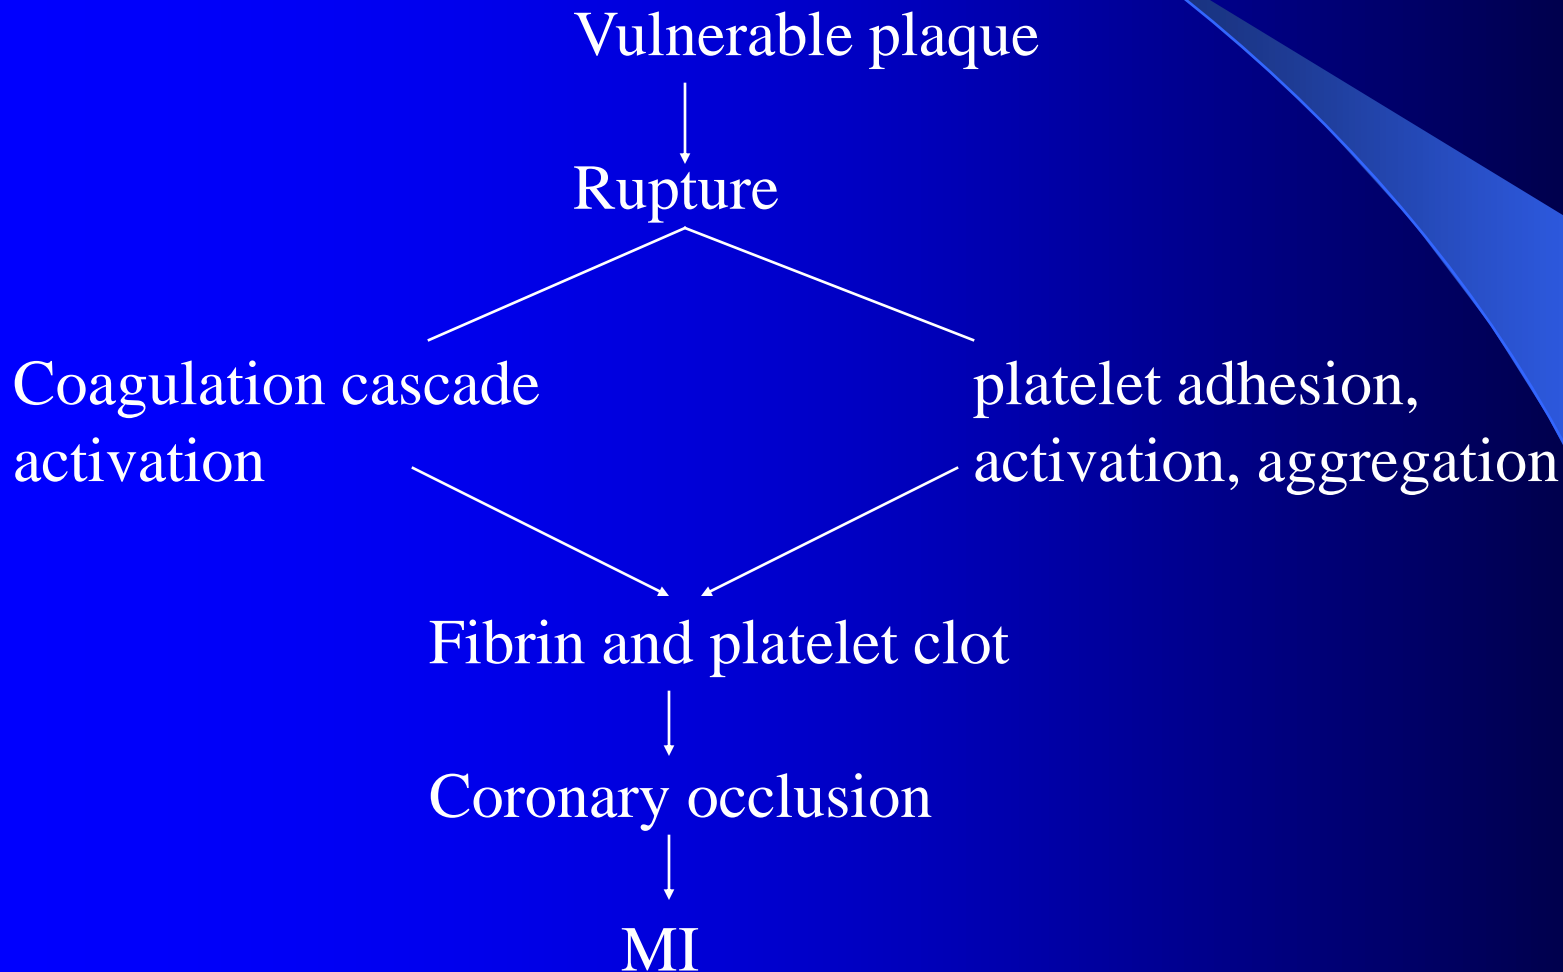 Vulnerable plaque
Rupture
Coagulation cascade
activation
platelet adhesion,
activation, aggregation
Fibrin and platelet clot
Coronary occlusion
MI